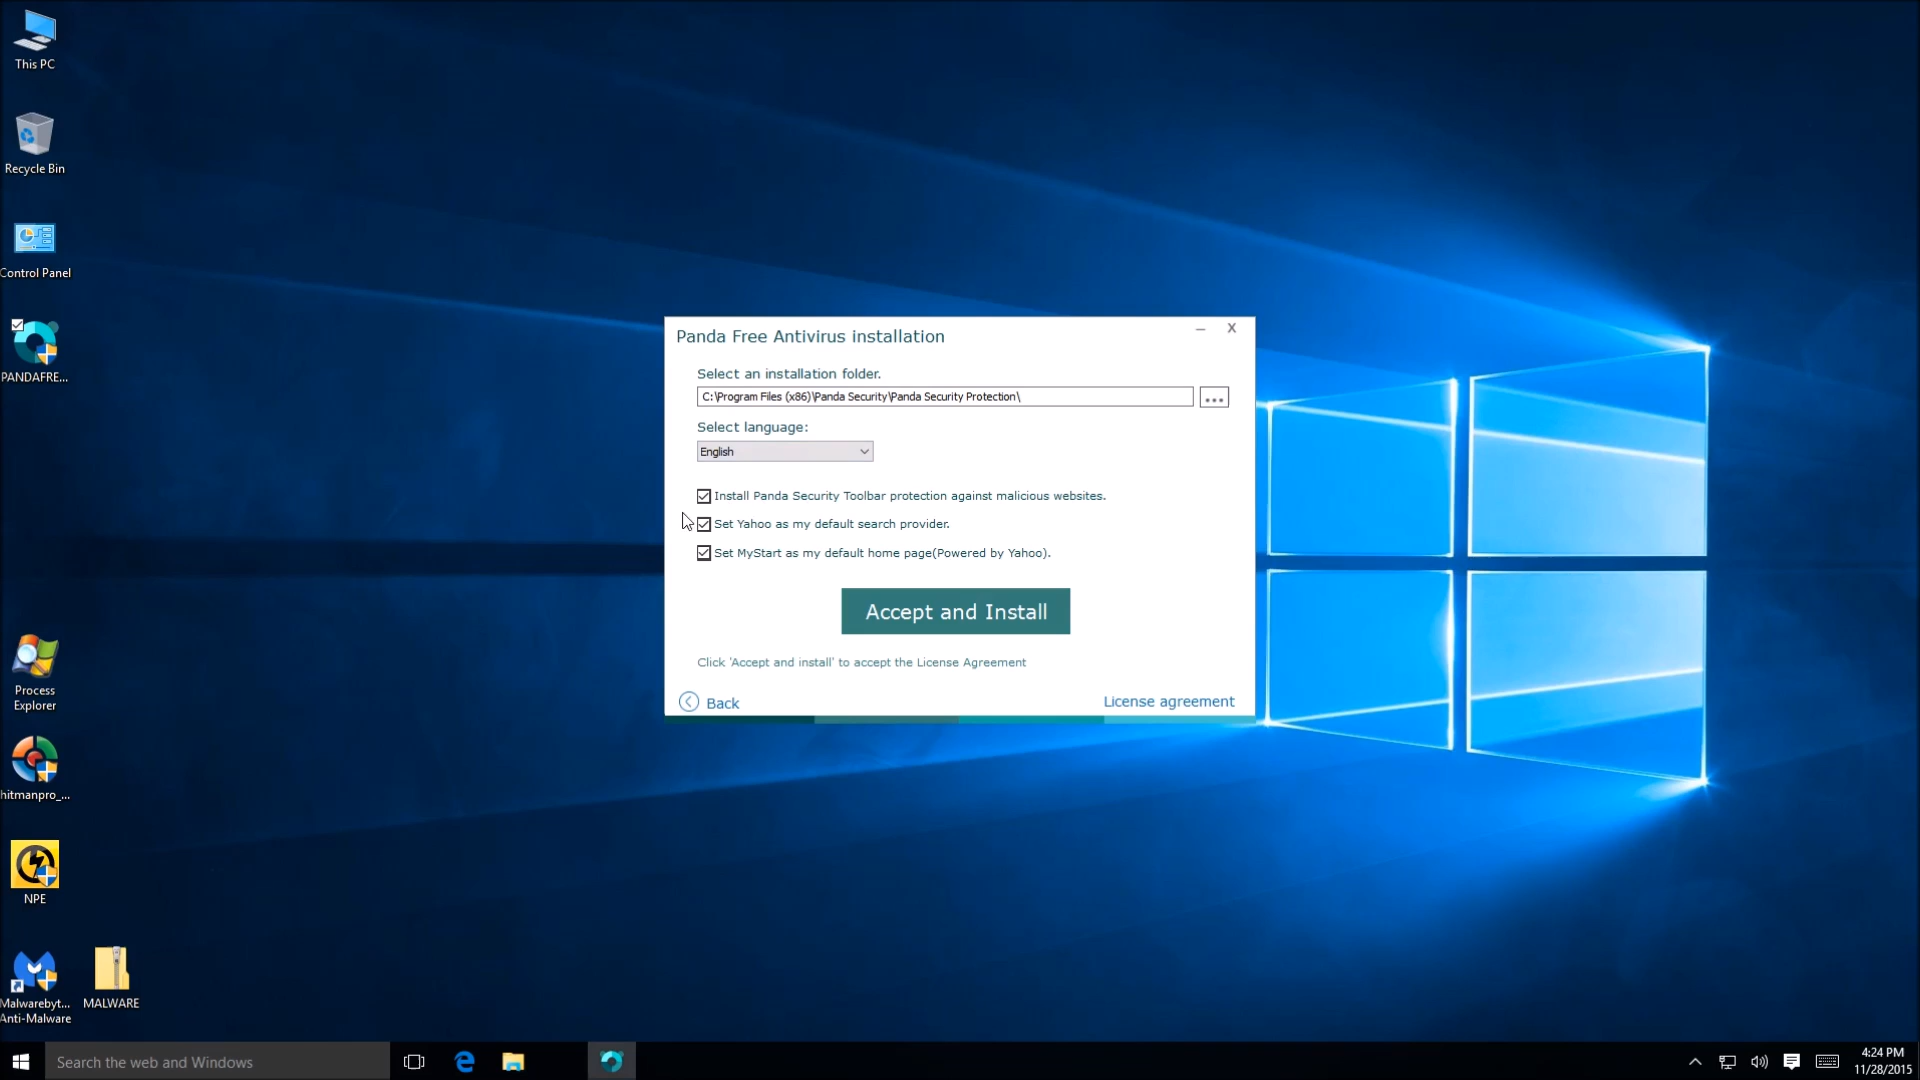 This PC
Recycle Bin
Control Panel
PANDAFRE...
Process
Explorer
hitmanpro_...
NPE
Malwarebyt...
Anti-Malware
MALWARE
Panda Free Antivirus installation
X
Select an installation folder.
C:\Program Files (x86)\Panda Security\Panda Security Protection\
...
Select language:
English
Install Panda Security Toolbar protection against malicious websites.
Set Yahoo as my default search provider.
Set MyStart as my default home page(Powered by Yahoo).
Accept and Install
Click 'Accept and install' to accept the License Agreement
Back
License agreement
Search the web and Windows
4:24 PM
11/28/2015